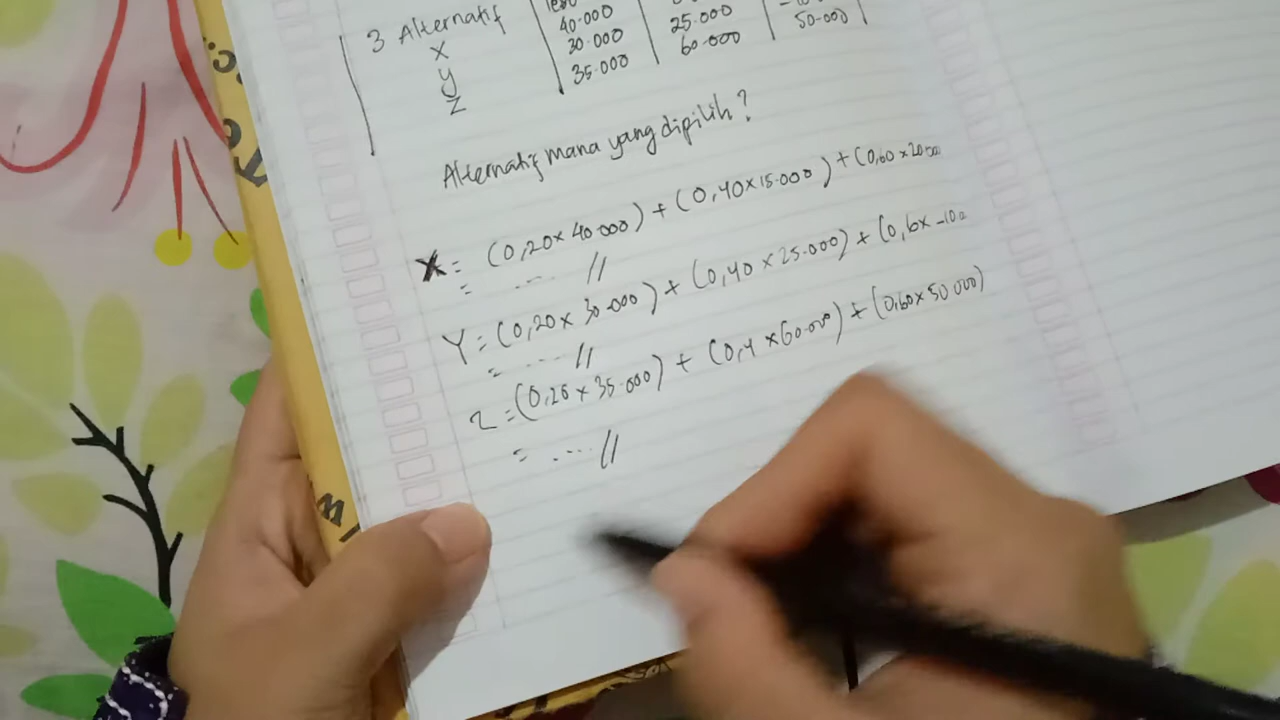 3 Alternatif
x 40.000 25.000
y 30.000 60.000 50.000
z 35.000
Alternatif mana yang dipilih?
X = (0,20 x 40.000) + (0,40 x 15.000) + (0,60 x 20.000
= .... //
Y = (0,20 x 30.000) + (0,40 x 25.000) + (0,6 x -10.0
= .... //
Z = (0,20 x 35.000) + (0,4 x 60.000) + (0,60 x 50.000)
= .... //